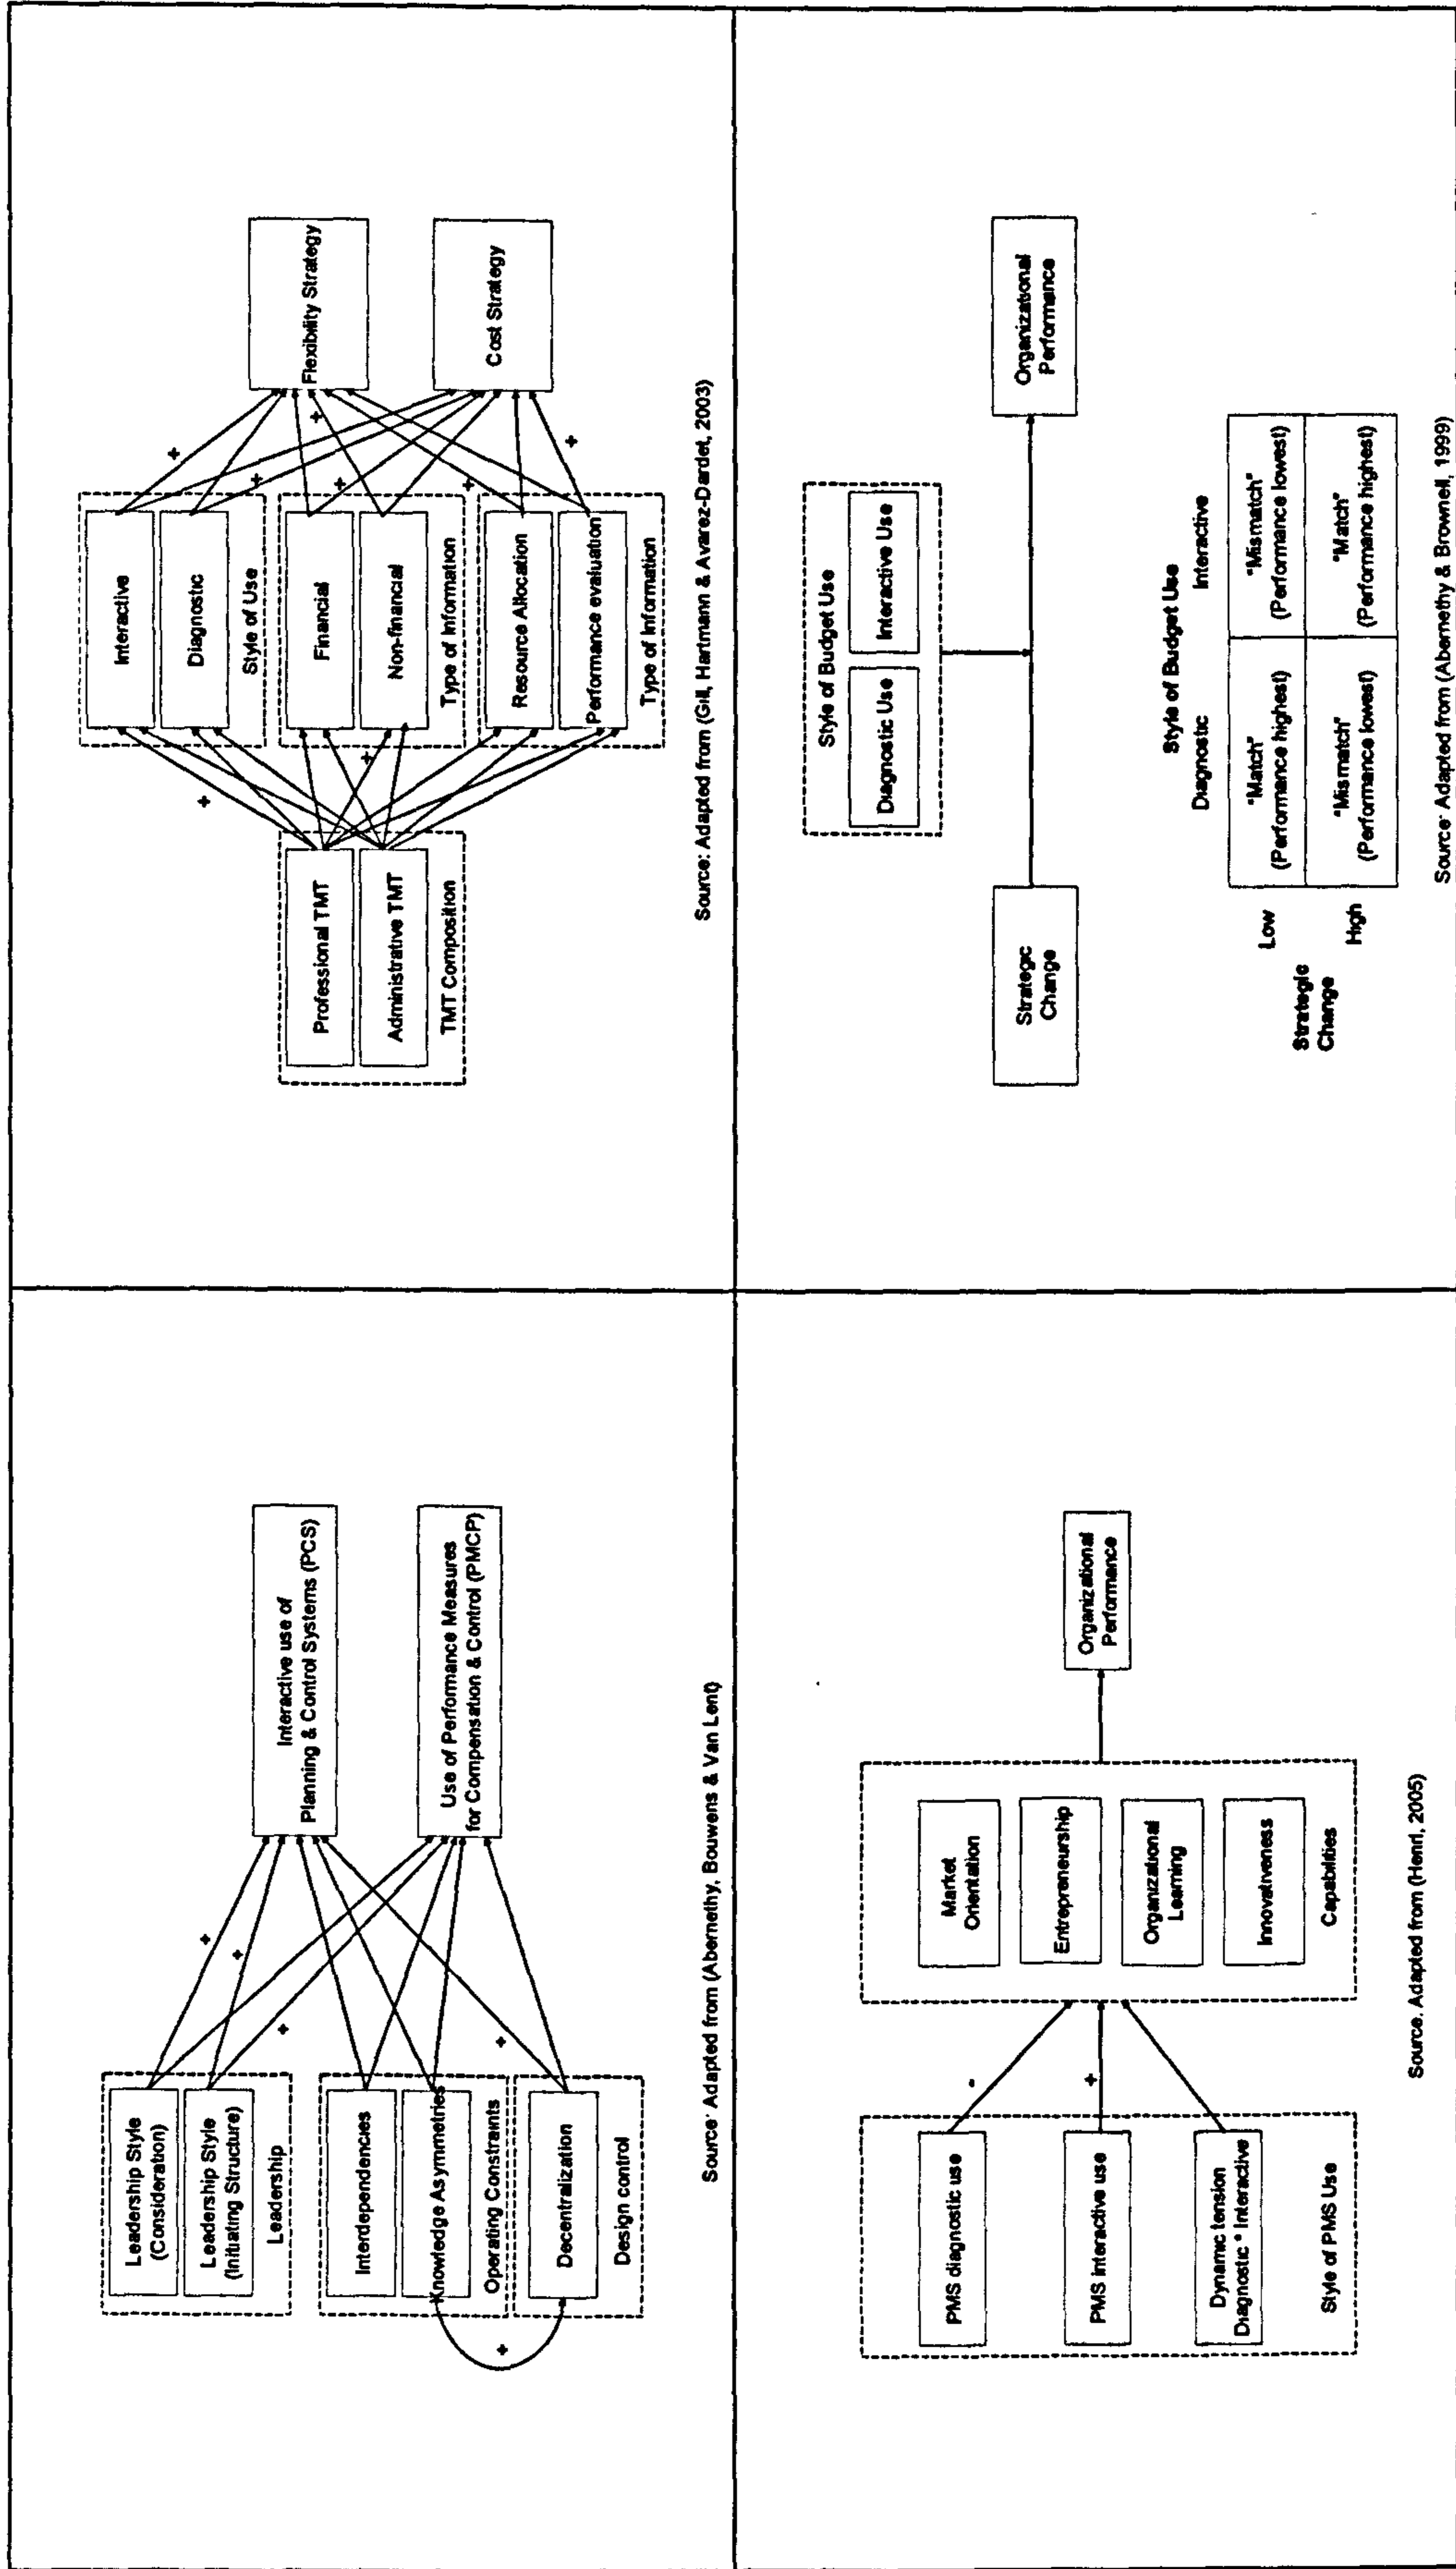 Leadership Style
(Consideration)
Leadership Style
(Initiating Structure)
Leadership
Interdependencies
Knowledge Asymmetries
Operating Constraints
Decentralization
Design control
+
+
+
+
+
Interactive use of
Planning & Control Systems (PCS)
Use of Performance Measures
for Compensation & Control (PMCP)
Source: Adapted from (Abernethy, Bouwens & Van Lent)
Professional TMT
Administrative TMT
TMT Composition
+
+
Interactive
Diagnostic
Style of Use
Financial
Non-financial
Type of Information
Resource Allocation
Performance evaluation
Type of Information
+
+
+
+
+
+
Flexibility Strategy
Cost Strategy
Source: Adapted from (Gil, Hartmann & Avarez-Dardet, 2003)
PMS diagnostic use
PMS interactive use
Dynamic tension
Diagnostic * Interactive
Style of PMS Use
-
+
Market
Orientation
Entrepreneurship
Organizational
Learning
Innovativeness
Capabilities
Organizational
Performance
Source. Adapted from (Henri, 2005)
Style of Budget Use
Diagnostic Use
Interactive Use
Strategic
Change
Organizational
Performance
Style of Budget Use
Diagnostic
Interactive
Strategic
Change
Low
"Match"
(Performance highest)
"Mismatch"
(Performance lowest)
High
"Mismatch"
(Performance lowest)
"Match"
(Performance highest)
Source: Adapted from (Abernethy & Brownell, 1999)